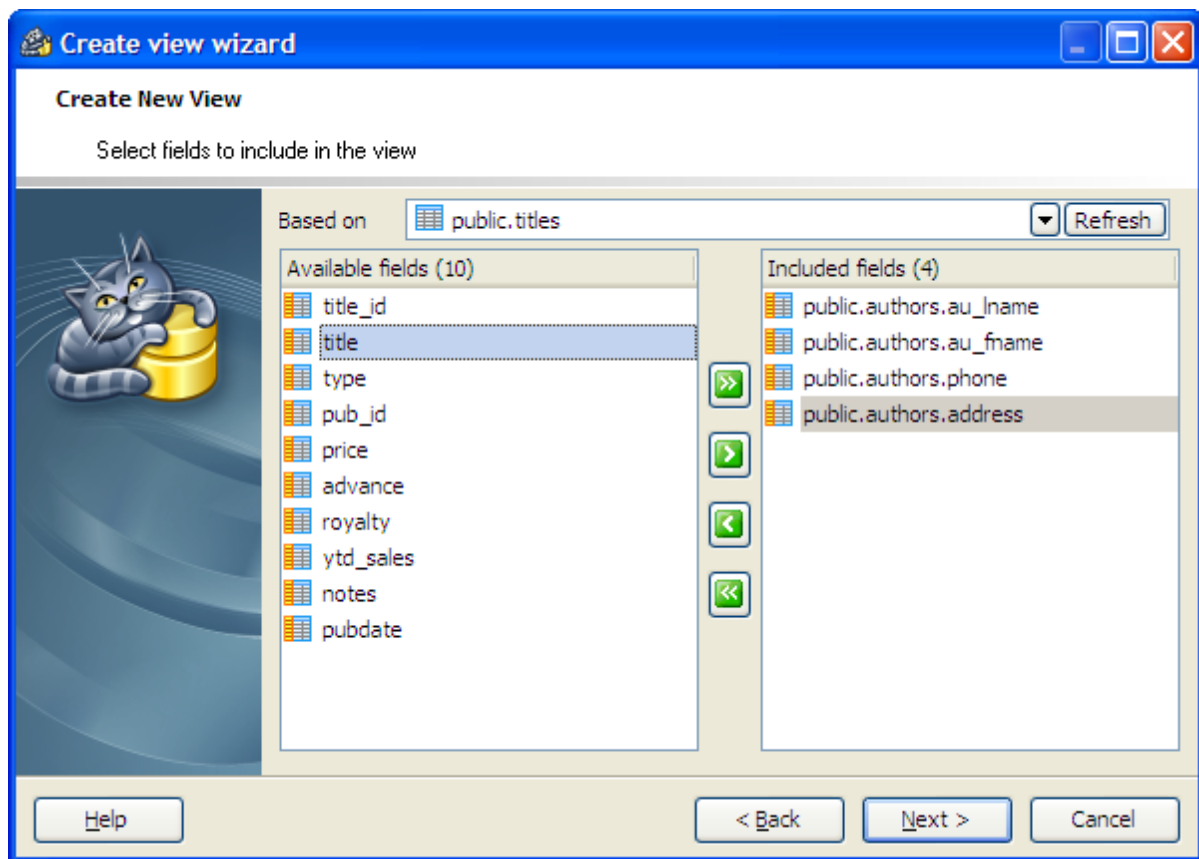 Create view wizard
Create New View
Select fields to include in the view
Based on
public.titles
Refresh
Available fields (10)
title_id
title
type
pub_id
price
advance
royalty
ytd_sales
notes
pubdate
Included fields (4)
public.authors.au_lname
public.authors.au_fname
public.authors.phone
public.authors.address
Help
< Back
Next >
Cancel